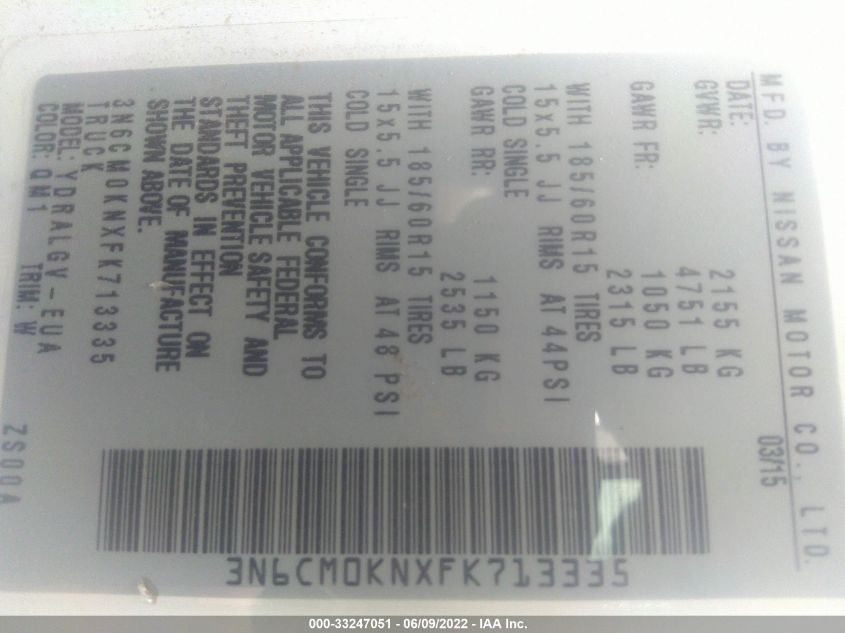 MFD. BY NISSAN MOTOR CO., LTD.
DATE: 03/15
GVWR: 2155 KG
4751 LB
GAWR FR: 1050 KG
2315 LB
WITH 185/60R15 TIRES
15x5.5 JJ RIMS AT 44PSI
COLD SINGLE
GAWR RR: 1150 KG
2535 LB
WITH 185/60R15 TIRES
15x5.5 JJ RIMS AT 48 PSI
COLD SINGLE
THIS VEHICLE CONFORMS TO
ALL APPLICABLE FEDERAL
MOTOR VEHICLE SAFETY AND
THEFT PREVENTION
STANDARDS IN EFFECT ON
THE DATE OF MANUFACTURE
SHOWN ABOVE.
3N6CM0KNXFK713335
TRUCK
MODEL: YDRALGV-EUA
COLOR: QM1 TRIM: W
ZS00A
3N6CM0KNXFK713335
000-33247051 - 06/09/2022 - IAA Inc.